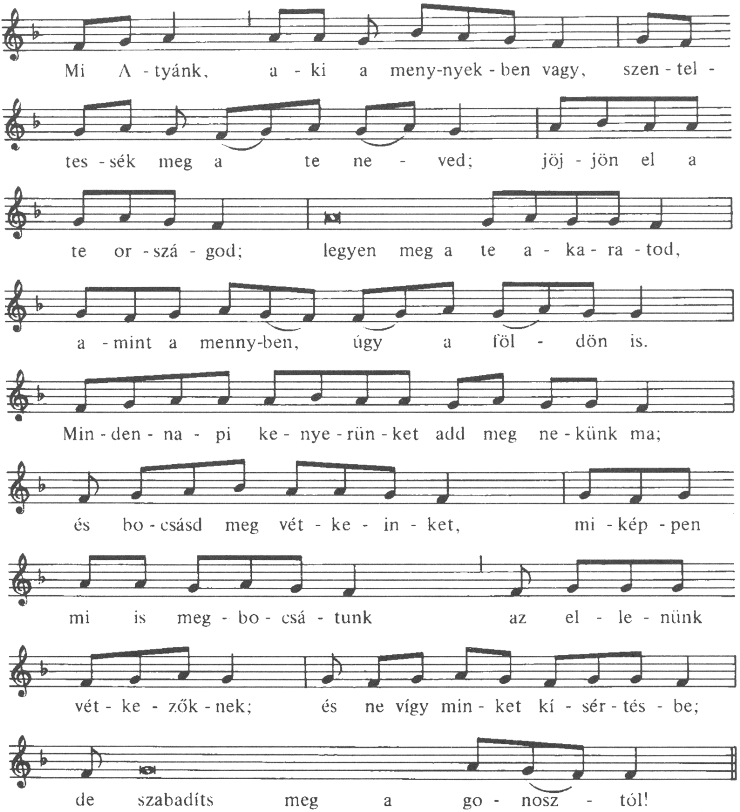 Mi A - tyánk, a - ki a meny-nyek - ben vagy, szen - tel -
tes - sék meg a te ne - ved; jöj - jön el a
te or - szá - god; legyen meg a te a - ka - ra - tod,
a - mint a menny-ben, úgy a föl - dön is.
Min - den - na - pi ke - nye - rün - ket add meg ne - künk ma;
és bo - csásd meg vét - ke - in - ket, mi - kép - pen
mi is meg - bo - csá - tunk az el - le - nünk
vét - ke - zők - nek; és ne vígy min - ket kí - sér - tés - be;
de szabadíts meg a go - nosz - tól!